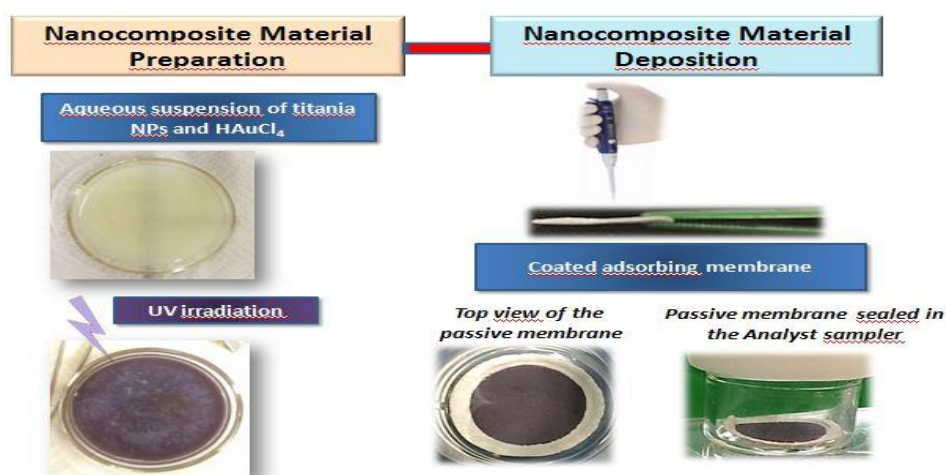 Nanocomposite Material
Preparation
Nanocomposite Material
Deposition
Aqueous suspension of titania
NPs and HAuCl₄
UV irradiation
Coated adsorbing membrane
Top view of the
passive membrane
Passive membrane sealed in
the Analyst sampler